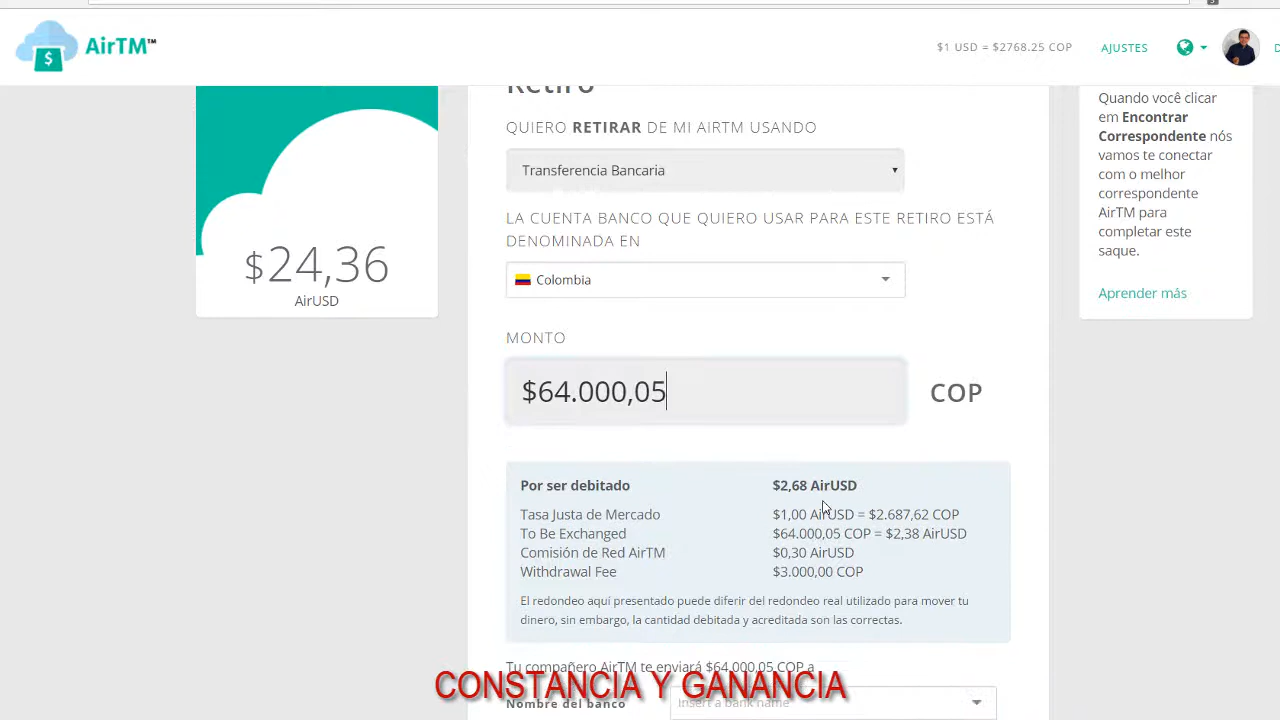 AirTM™
$1 USD = $2768.25 COP
AJUSTES
$24,36
AirUSD
Retiro
QUIERO RETIRAR DE MI AIRTM USANDO
Transferencia Bancaria
LA CUENTA BANCO QUE QUIERO USAR PARA ESTE RETIRO ESTÁ
DENOMINADA EN
Colombia
MONTO
$64.000,05
COP
Por ser debitado $2,68 AirUSD
Tasa Justa de Mercado $1,00 AirUSD = $2.687,62 COP
To Be Exchanged $64.000,05 COP = $2,38 AirUSD
Comisión de Red AirTM $0,30 AirUSD
Withdrawal Fee $3.000,00 COP
El redondeo aquí presentado puede diferir del redondeo real utilizado para mover tu
dinero, sin embargo, la cantidad debitada y acreditada son las correctas.
Tu compañero AirTM te enviará $64.000,05 COP a
Nombre del banco Insert a bank name
CONSTANCIA Y GANANCIA
Quando você clicar
em Encontrar
Correspondente nós
vamos te conectar
com o melhor
correspondente
AirTM para
completar este
saque.
Aprender más